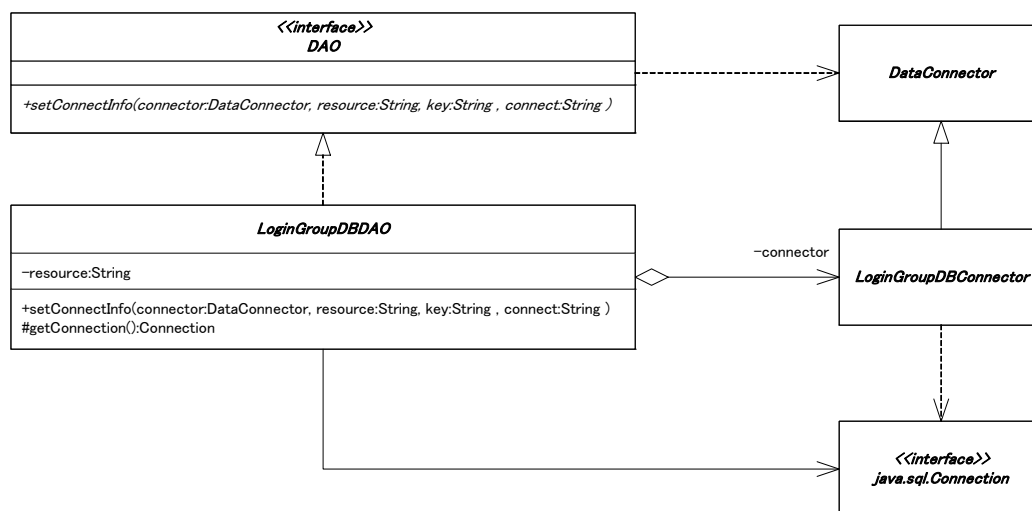 <<interface>>
DAO
+setConnectInfo(connector:DataConnector, resource:String, key:String , connect:String )
DataConnector
LoginGroupDBDAO
-resource:String
+setConnectInfo(connector:DataConnector, resource:String, key:String , connect:String )
#getConnection():Connection
-connector
LoginGroupDBConnector
<<interface>>
java.sql.Connection